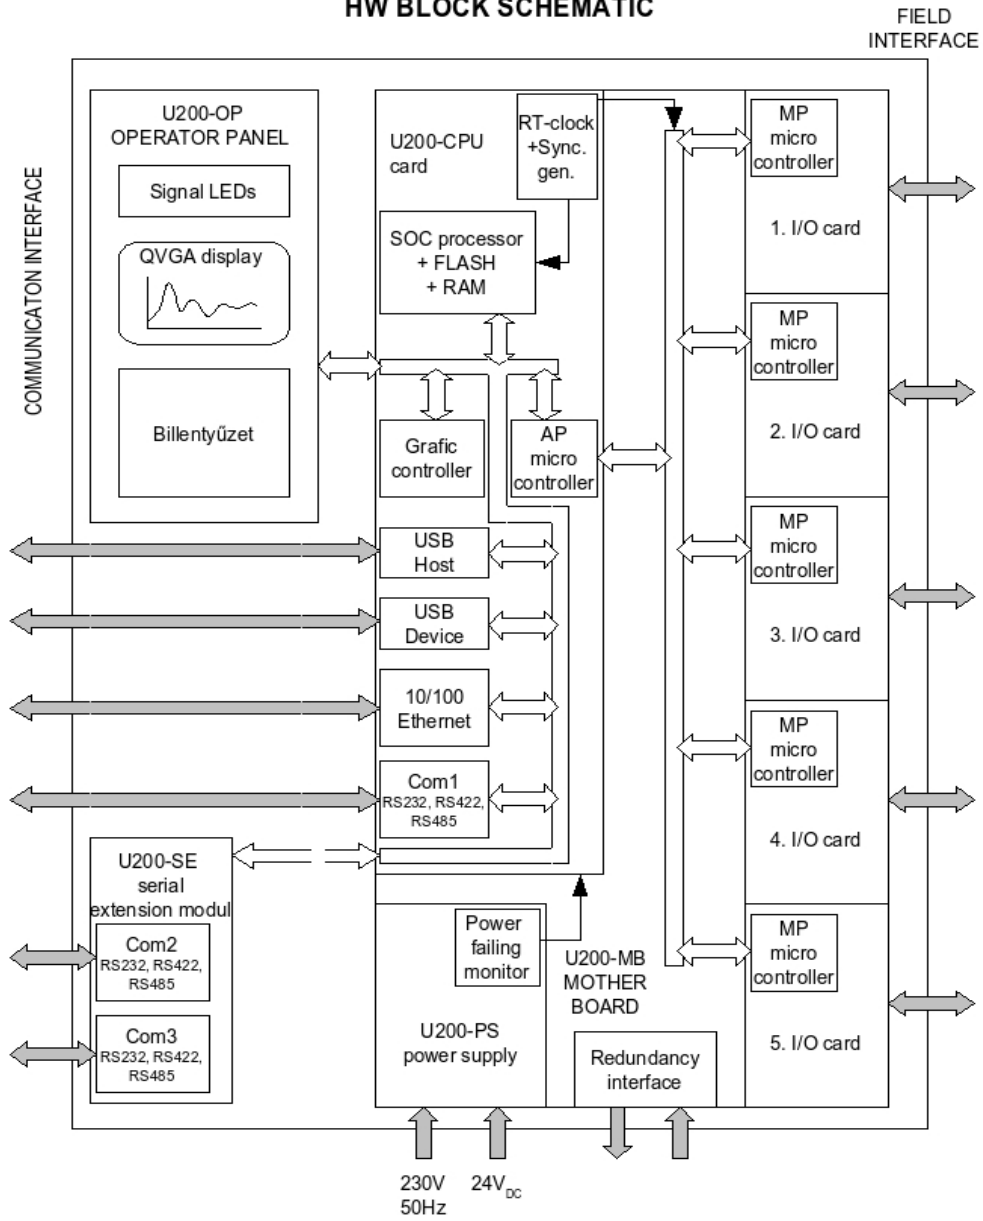 HW BLOCK SCHEMATIC
FIELD
INTERFACE
COMMUNICATON INTERFACE
U200-OP
OPERATOR PANEL
Signal LEDs
QVGA display
Billentyűzet
U200-CPU
card
RT-clock
+Sync.
gen.
SOC processor
+ FLASH
+ RAM
Grafic
controller
AP
micro
controller
USB
Host
USB
Device
10/100
Ethernet
Com1
RS232, RS422,
RS485
MP
micro
controller
1. I/O card
MP
micro
controller
2. I/O card
MP
micro
controller
3. I/O card
MP
micro
controller
4. I/O card
MP
micro
controller
5. I/O card
U200-SE
serial
extension modul
Com2
RS232, RS422,
RS485
Com3
RS232, RS422,
RS485
Power
failing
monitor
U200-PS
power supply
U200-MB
MOTHER
BOARD
Redundancy
interface
230V
50Hz
24VDC